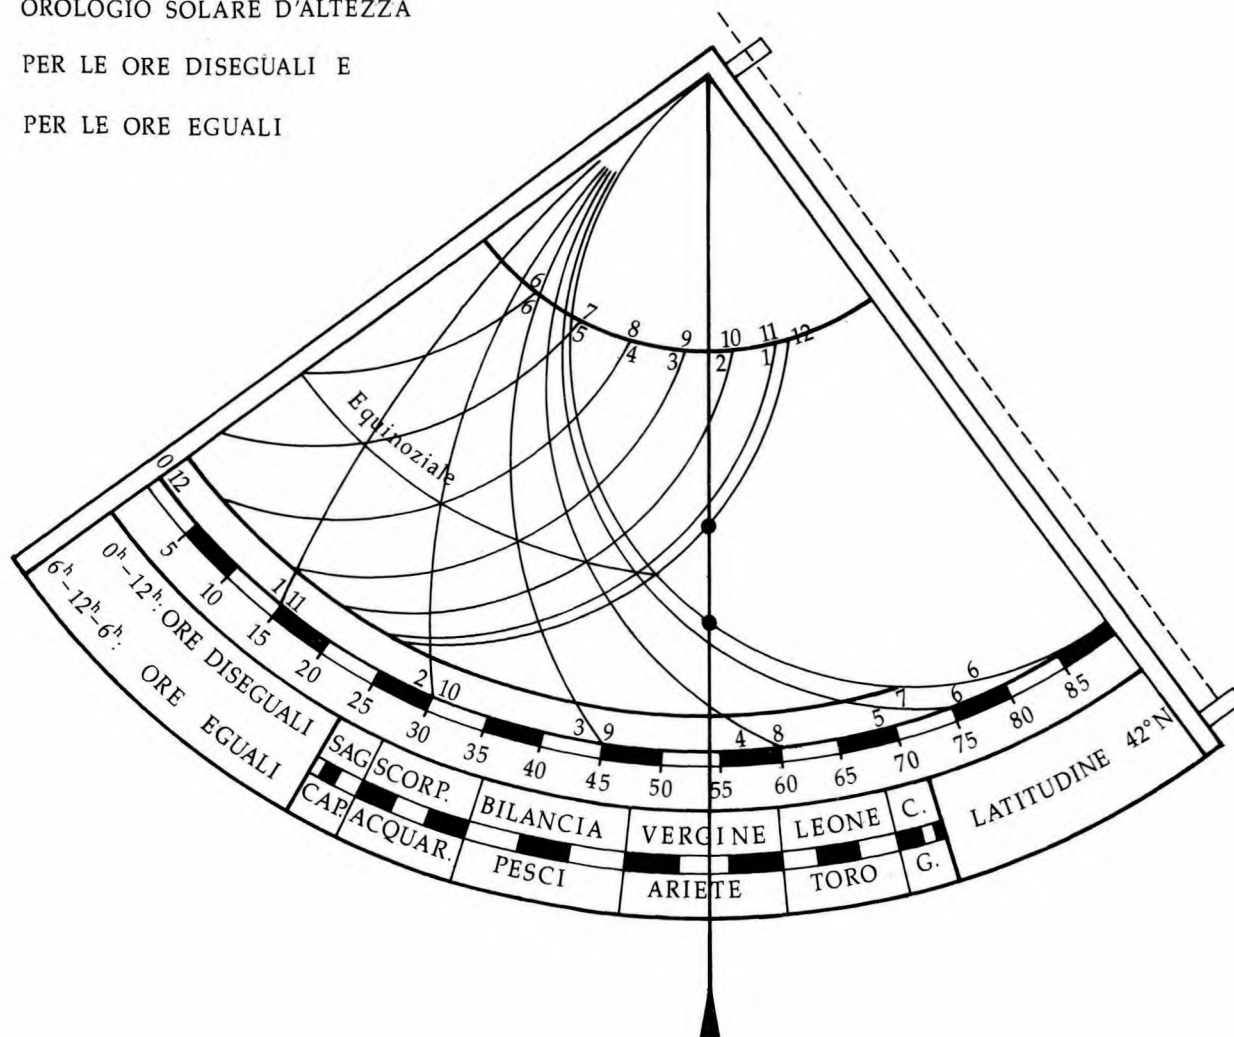 OROLOGIO SOLARE D'ALTEZZA
PER LE ORE DISEGUALI E
PER LE ORE EGUALI
6 7 8 9 10 11 12
6 5 4 3 2 1
Equinoziale
0 12
1 11
2 10
3 9
4 8
5 7
6 6
5 10 15 20 25 30 35 40 45 50 55 60 65 70 75 80 85
0ʰ-12ʰ: ORE DISEGUALI
6ʰ-12ʰ-6ʰ: ORE EGUALI
SAG SCORP. BILANCIA VERGINE LEONE C.
CAP. ACQUAR. PESCI ARIETE TORO G.
LATITUDINE 42° N